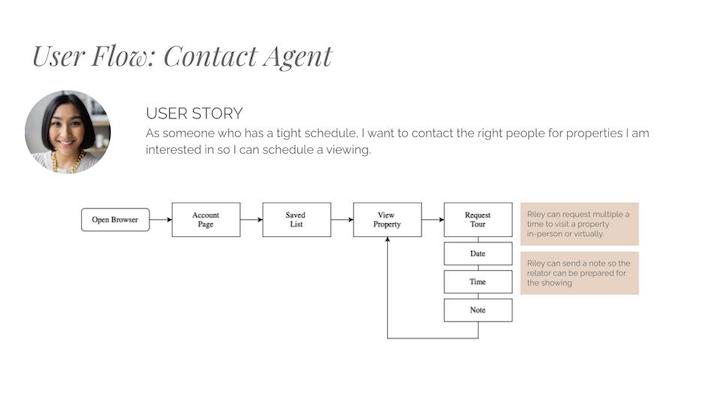 User Flow: Contact Agent
USER STORY
As someone who has a tight schedule, I want to contact the right people for properties I am
interested in so I can schedule a viewing.
Open Browser
Account
Page
Saved
List
View
Property
Request
Tour
Date
Time
Note
Riley can request multiple a
time to visit a property
in-person or virtually.
Riley can send a note so the
relator can be prepared for
the showing